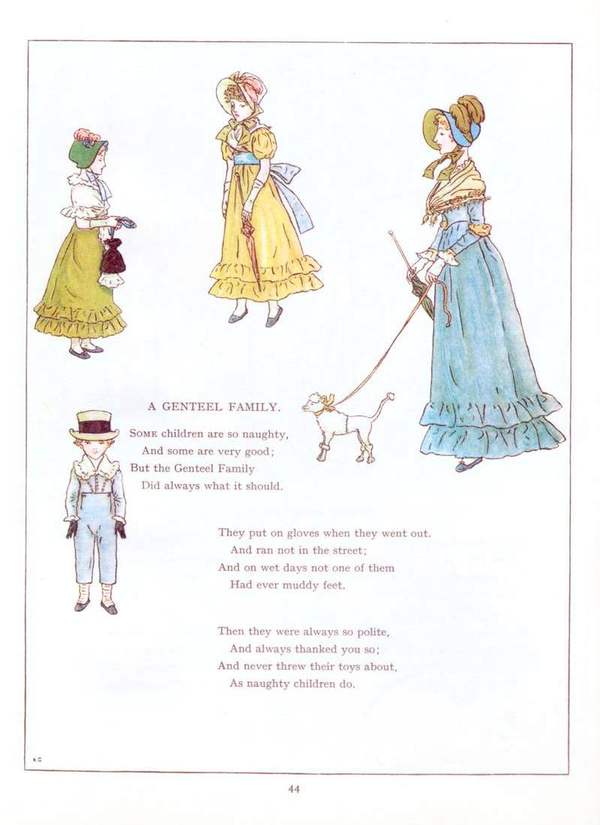 A GENTEEL FAMILY.
SOME children are so naughty,
And some are very good;
But the Genteel Family
Did always what it should.
They put on gloves when they went out.
And ran not in the street;
And on wet days not one of them
Had ever muddy feet.
Then they were always so polite,
And always thanked you so;
And never threw their toys about,
As naughty children do.
KG
44